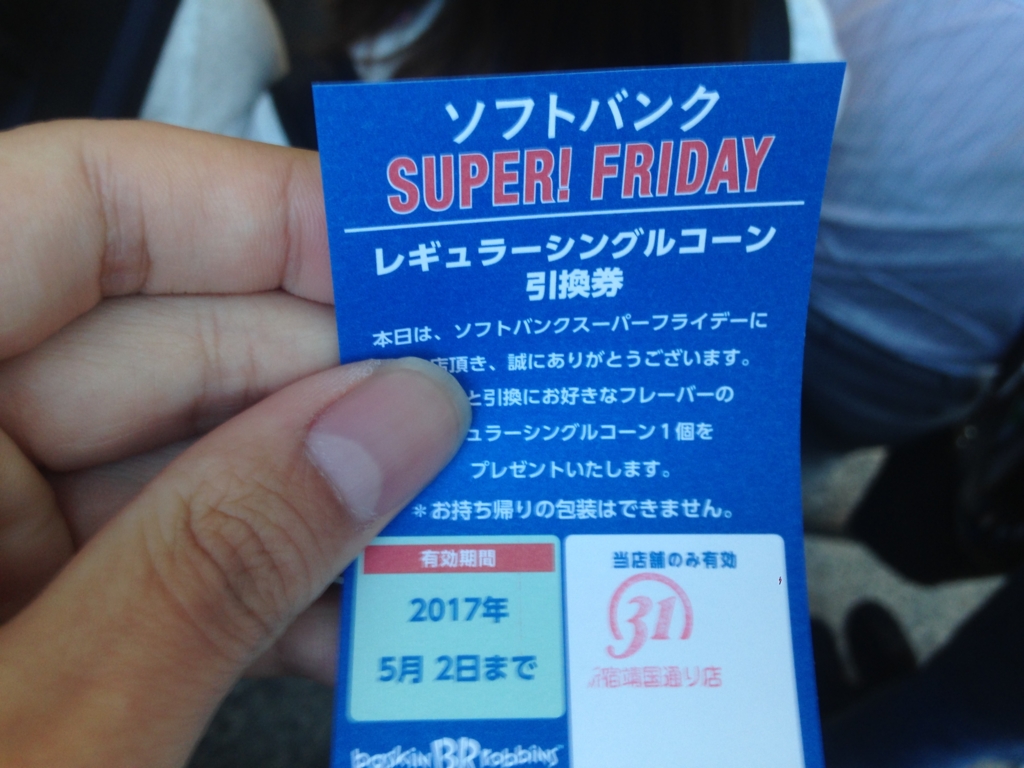 ソフトバンク
SUPER! FRIDAY
レギュラーシングルコーン
引換券
本日は、ソフトバンクスーパーフライデーに
店頂き、誠にありがとうございます。
と引換にお好きなフレーバーの
ュラーシングルコーン1個を
プレゼントいたします。
*お持ち帰りの包装はできません。
有効期間
2017年
5月 2日まで
当店舗のみ有効
31
宿靖国通り店
baskin BR robbins